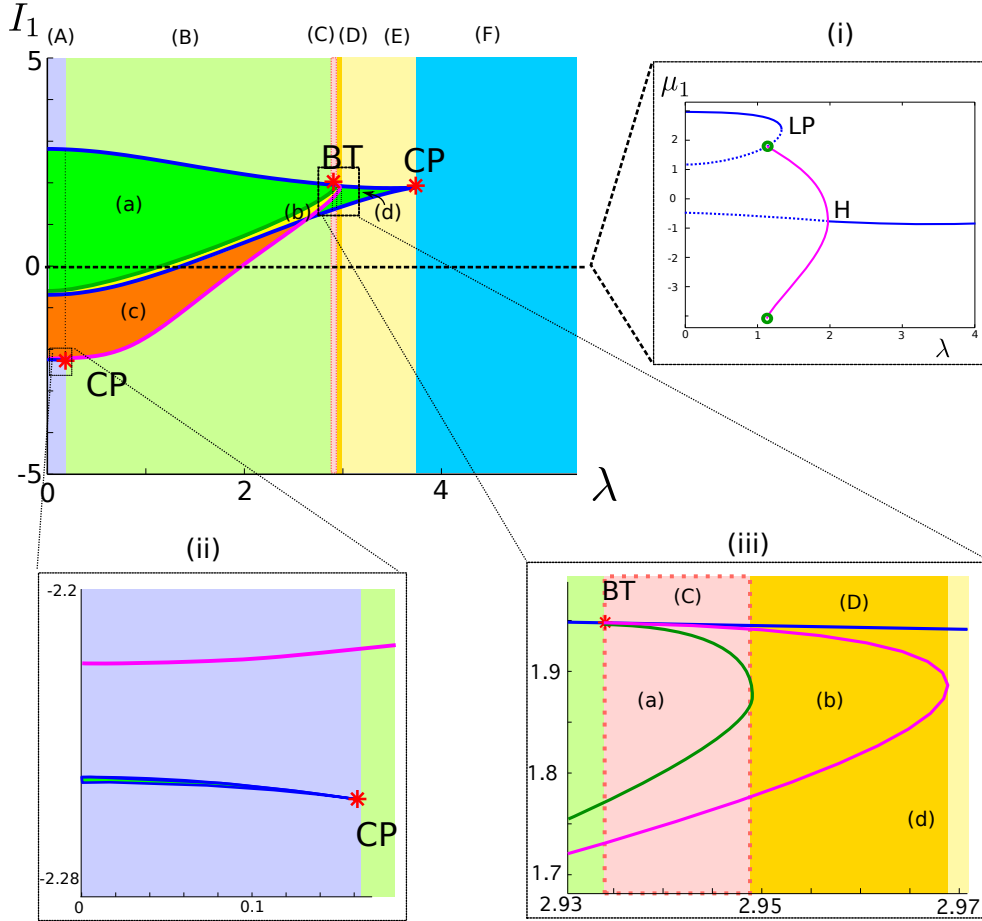 I1
(A) (B) (C) (D) (E) (F)
5
BT
CP
(a)
(b)
(d)
0
(c)
CP
-5
0 2 4 λ
(i)
μ1
LP
2
1
0
H
-1
-3
0 1 2 3 4
λ
(ii)
-2.2
CP
-2.28
0 0.1
(iii)
BT
(C) (D)
1.9
(a) (b)
1.8
(d)
1.7
2.93 2.95 2.97